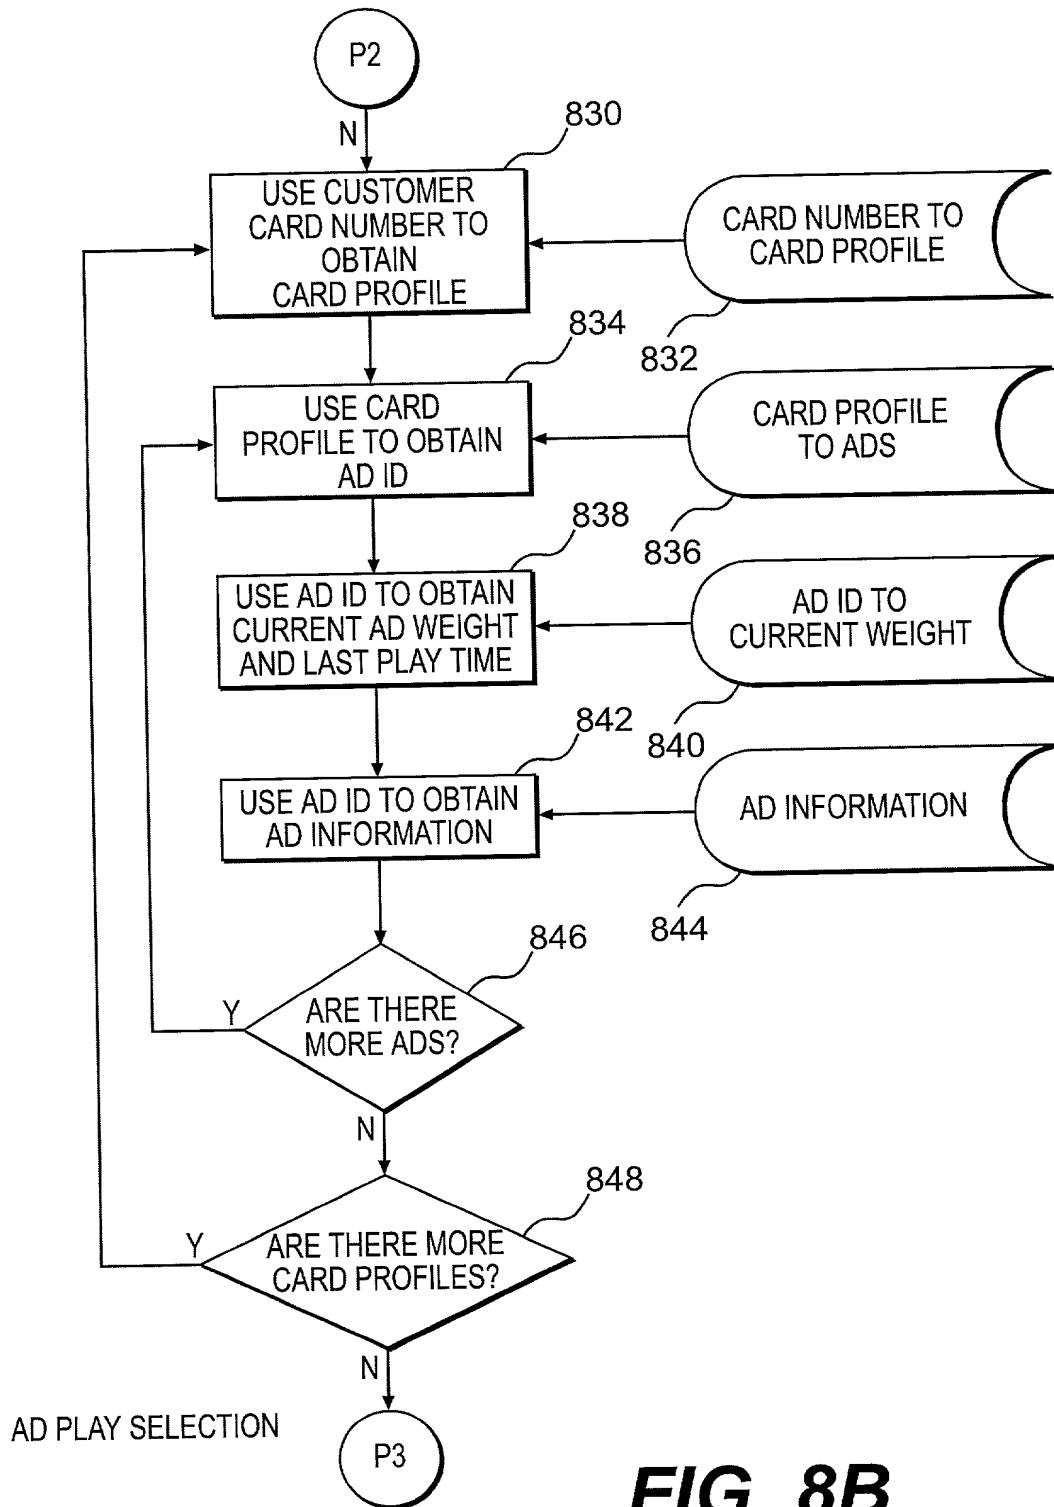 P2
N
830
USE CUSTOMER
CARD NUMBER TO
OBTAIN
CARD PROFILE
CARD NUMBER TO
CARD PROFILE
832
834
USE CARD
PROFILE TO OBTAIN
AD ID
CARD PROFILE
TO ADS
836
838
USE AD ID TO OBTAIN
CURRENT AD WEIGHT
AND LAST PLAY TIME
AD ID TO
CURRENT WEIGHT
840
842
USE AD ID TO OBTAIN
AD INFORMATION
AD INFORMATION
844
846
Y
ARE THERE
MORE ADS?
N
848
Y
ARE THERE MORE
CARD PROFILES?
N
AD PLAY SELECTION
P3
FIG. 8B